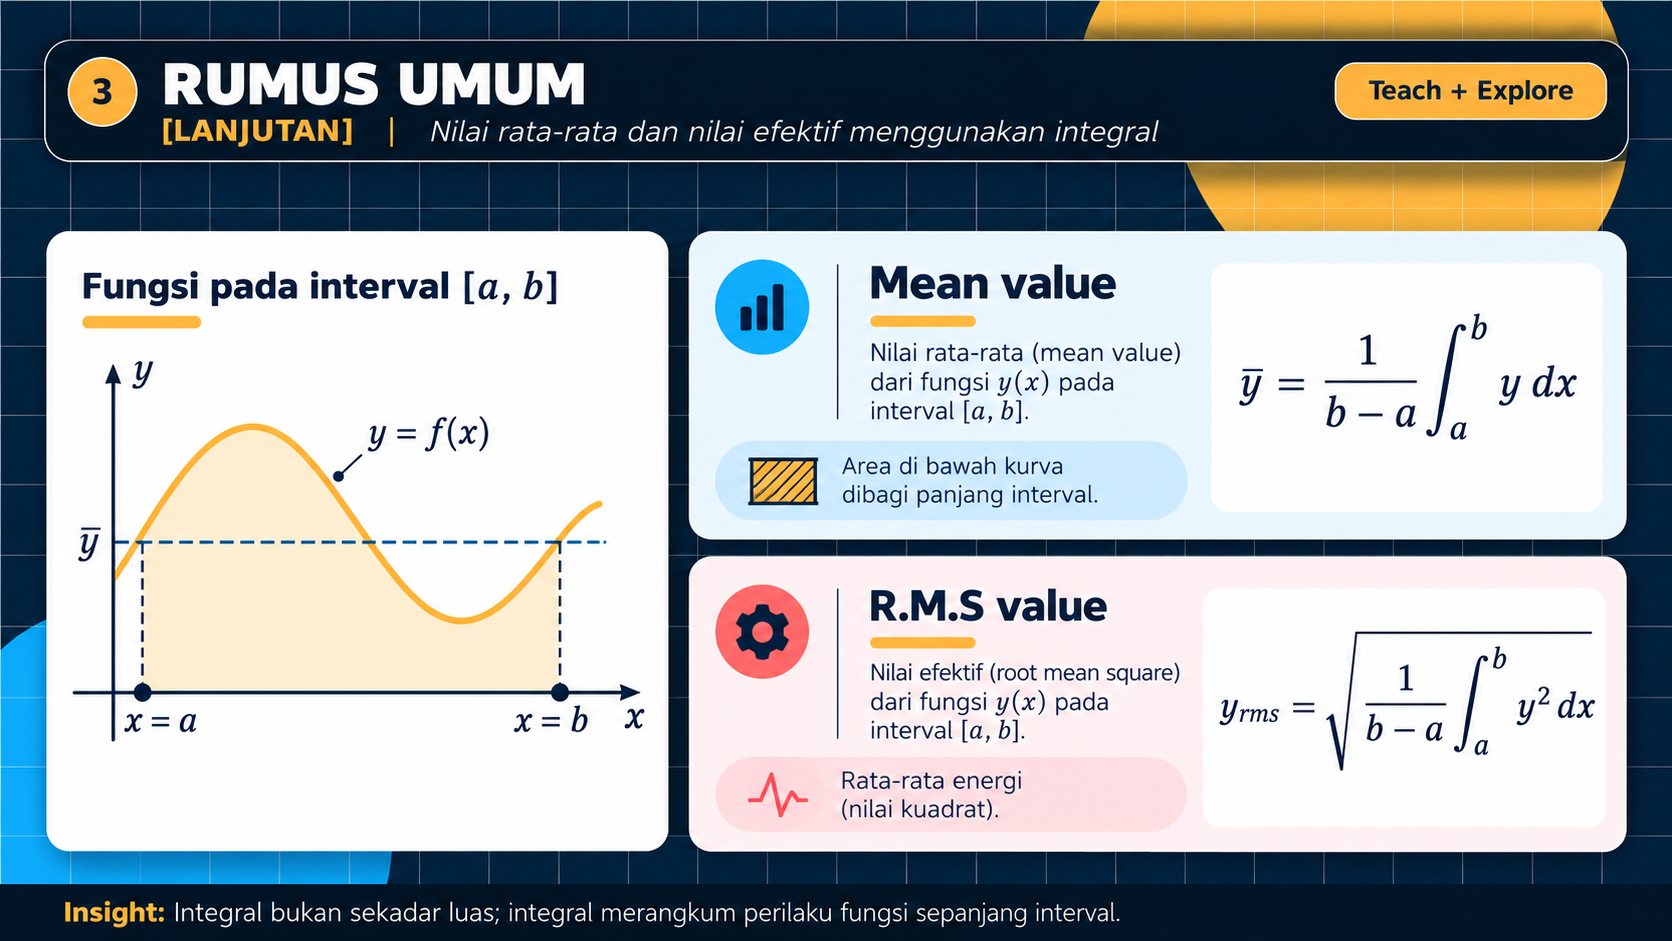 3
RUMUS UMUM
[LANJUTAN] | Nilai rata-rata dan nilai efektif menggunakan integral
Teach + Explore
Fungsi pada interval [a, b]
y
y = f(x)
y̅
x = a
x = b
x
Mean value
Nilai rata-rata (mean value)
dari fungsi y(x) pada
interval [a, b].
Area di bawah kurva
dibagi panjang interval.
y̅ = 1/(b − a) ∫_a^b y dx
R.M.S value
Nilai efektif (root mean square)
dari fungsi y(x) pada
interval [a, b].
Rata-rata energi
(nilai kuadrat).
y_rms = √(1/(b − a) ∫_a^b y² dx)
Insight: Integral bukan sekadar luas; integral merangkum perilaku fungsi sepanjang interval.